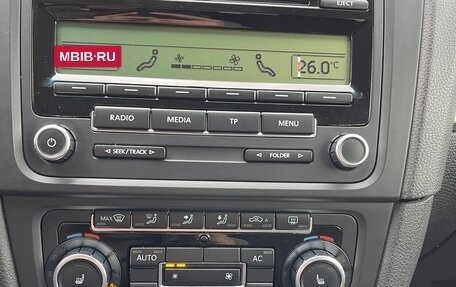 EJECT
MBIB-RU
26.0°C
RADIO MEDIA TP MENU
SEEK/TRACK FOLDER
MAX A
AUTO AC